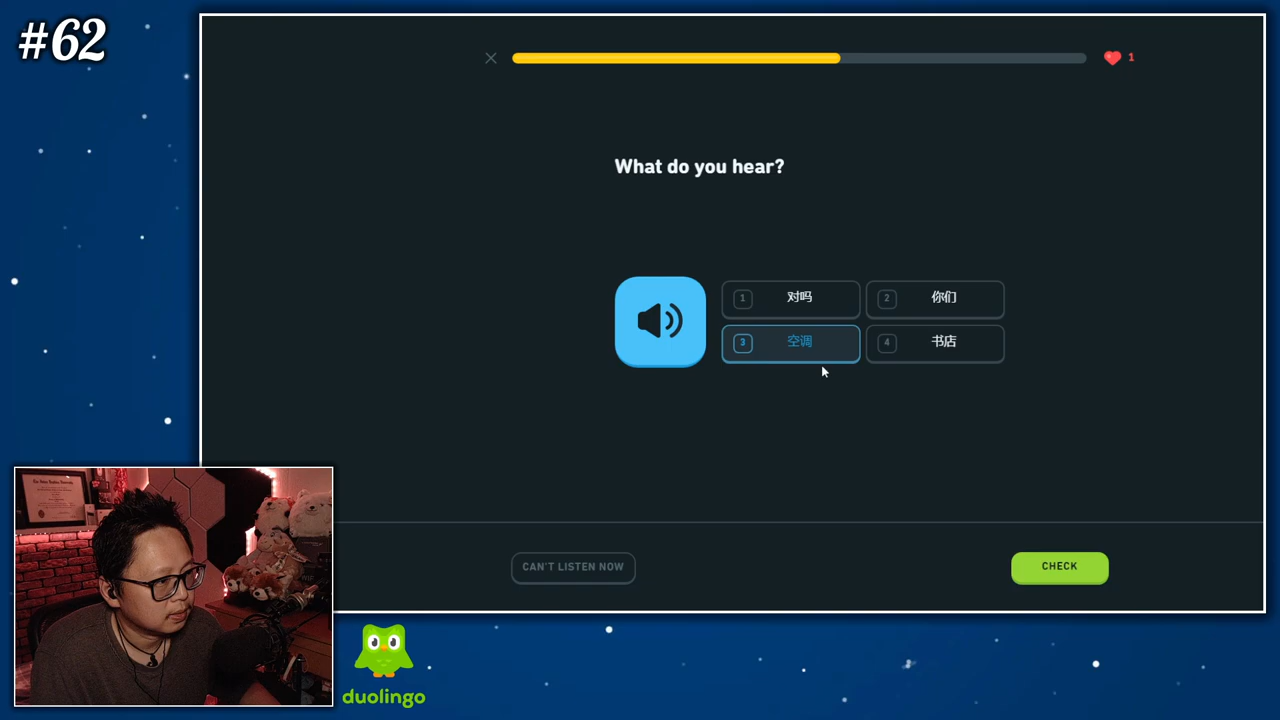 #62
1
What do you hear?
1 对吗
2 你们
3 空调
4 书店
CAN'T LISTEN NOW
CHECK
duolingo